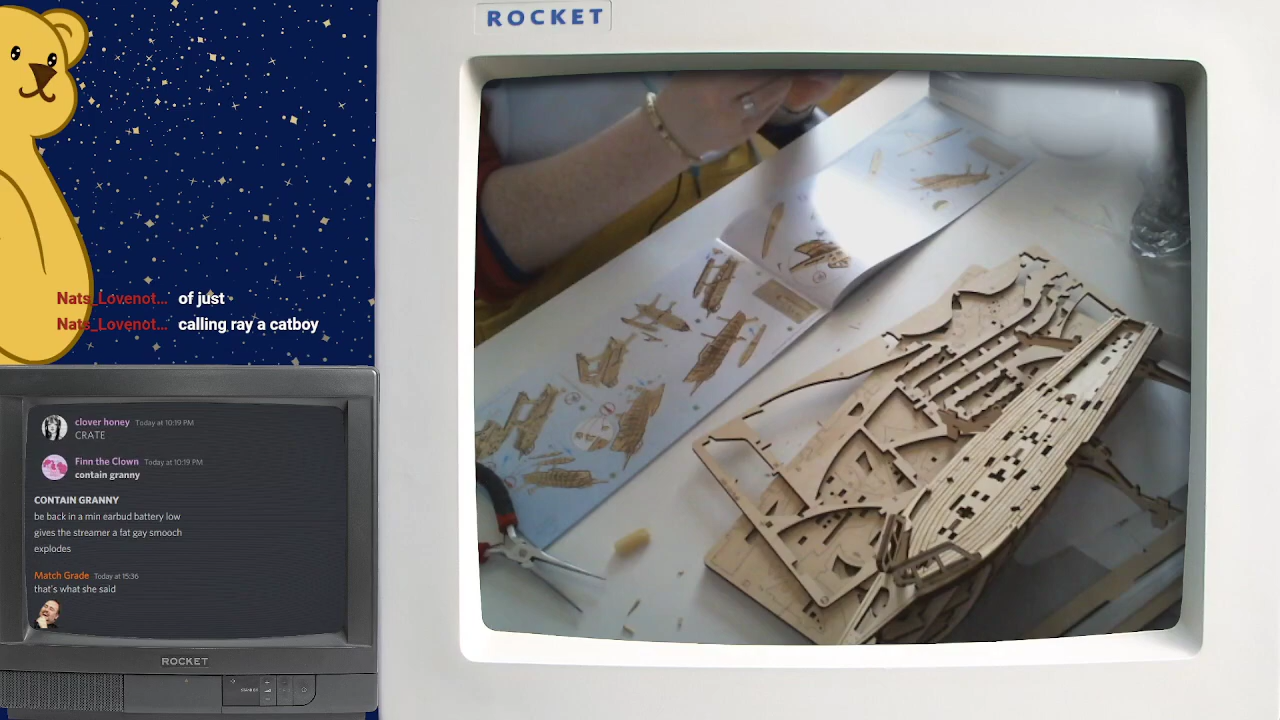 ROCKET
Nats_Lovenot... of just
Nats_Lovenot... calling ray a catboy
clover honey Today at 10:19 PM
CRATE
Finn the Clown Today at 10:19 PM
contain granny
CONTAIN GRANNY
be back in a min earbud battery low
gives the streamer a fat gay smooch
explodes
Match Grade Today at 15:36
that's what she said
ROCKET